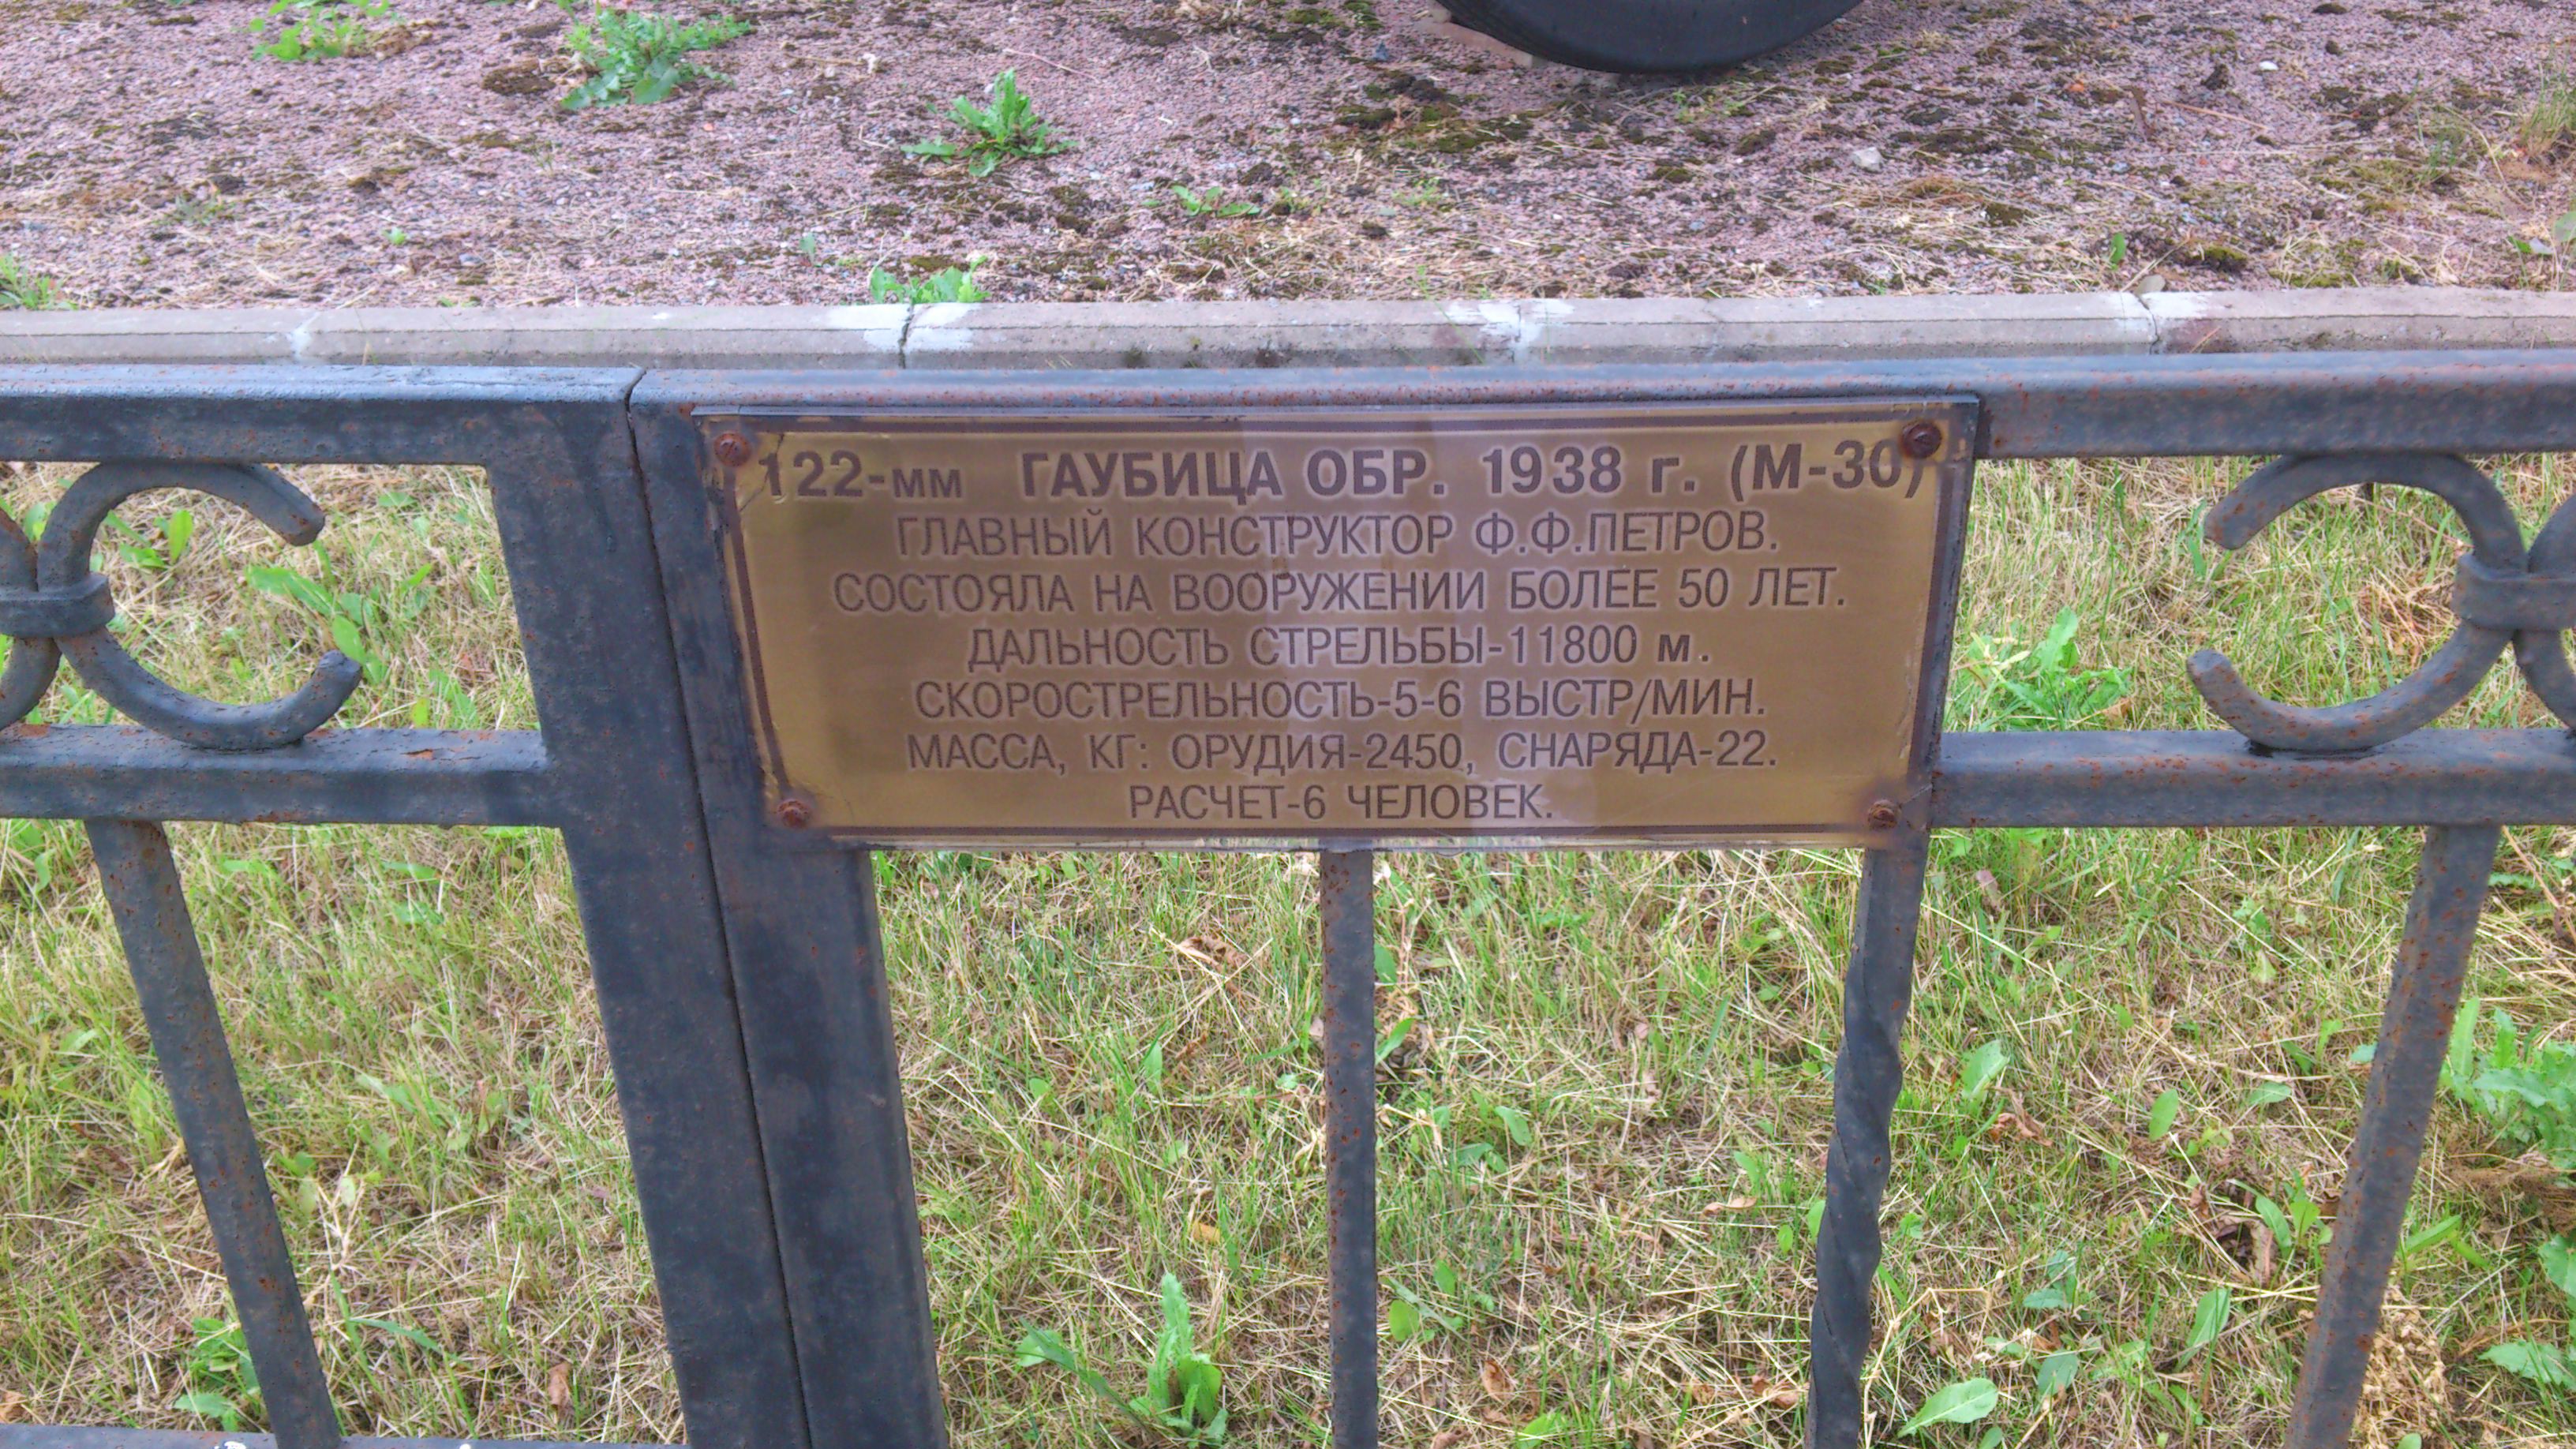 122-мм ГАУБИЦА ОБР. 1938 г. (М-30)
ГЛАВНЫЙ КОНСТРУКТОР Ф.Ф.ПЕТРОВ.
СОСТОЯЛА НА ВООРУЖЕНИИ БОЛЕЕ 50 ЛЕТ.
ДАЛЬНОСТЬ СТРЕЛЬБЫ-11800 м.
СКОРОСТРЕЛЬНОСТЬ-5-6 ВЫСТР/МИН.
МАССА, КГ: ОРУДИЯ-2450, СНАРЯДА-22.
РАСЧЕТ-6 ЧЕЛОВЕК.